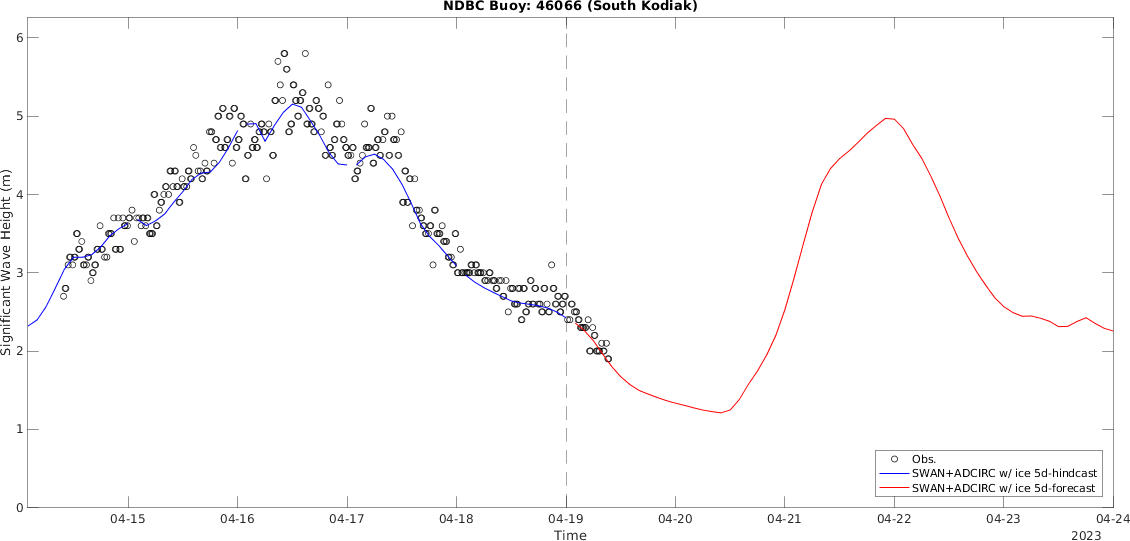 NDBC Buoy: 46066 (South Kodiak)
6
5
4
3
2
1
0
Significant Wave Height (m)
Obs.
SWAN+ADCIRC w/ ice 5d-hindcast
SWAN+ADCIRC w/ ice 5d-forecast
04-15 04-16 04-17 04-18 04-19 04-20 04-21 04-22 04-23 04-24
Time
2023